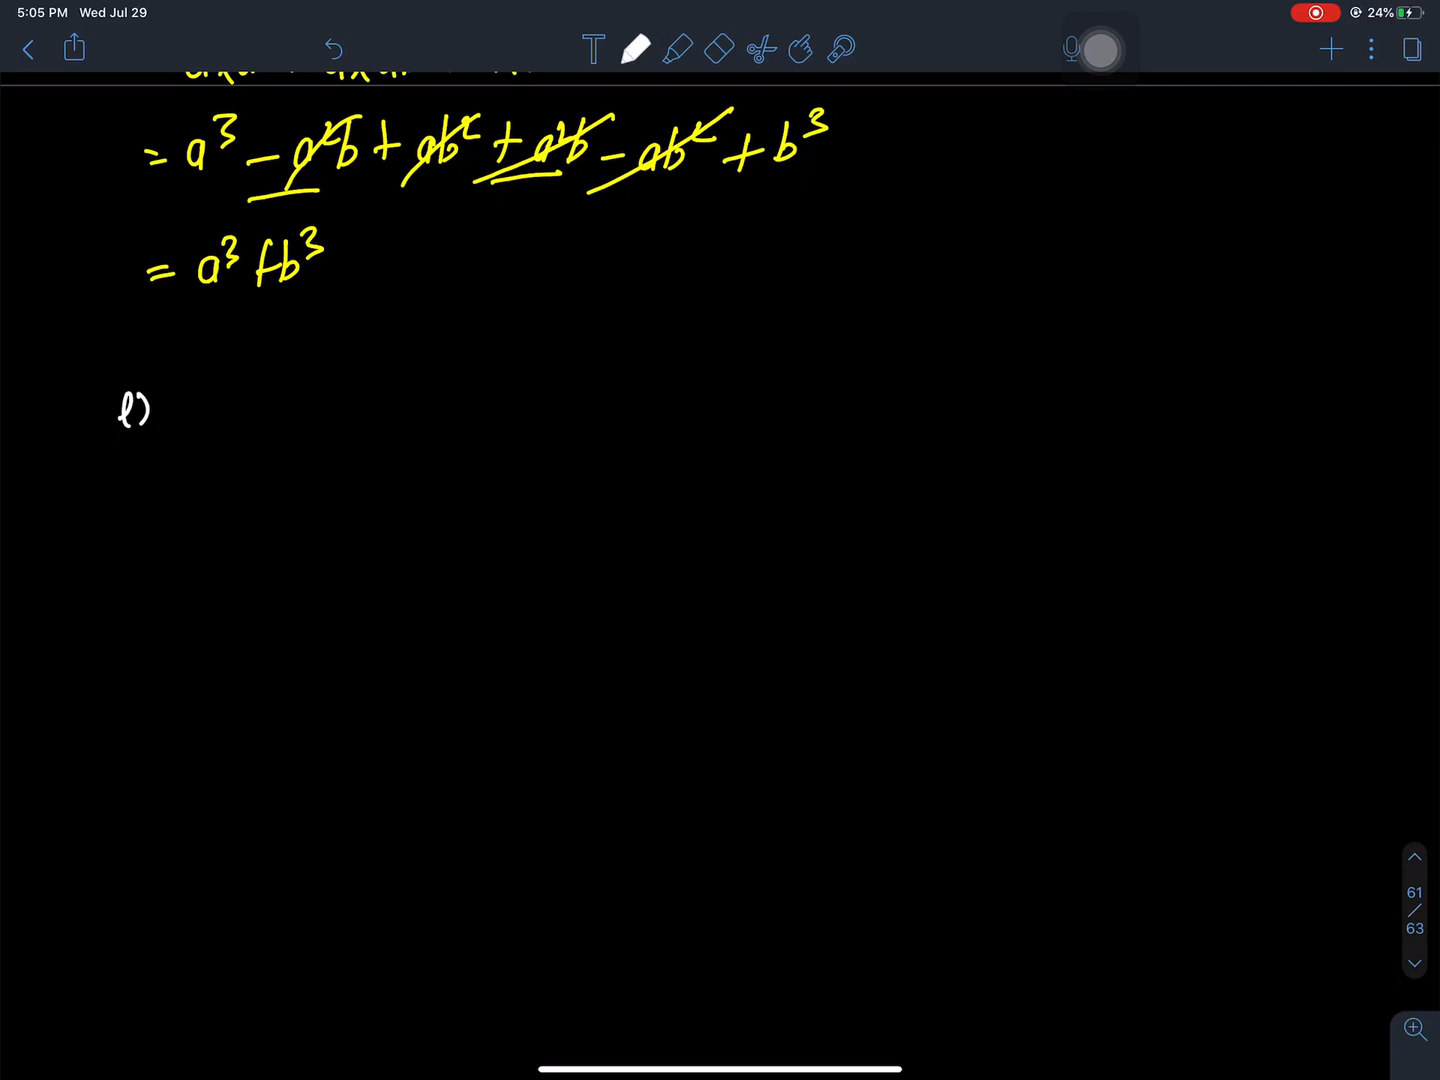 5:05 PM Wed Jul 29
24%
= a³ - a²b + ab² + a²b - ab² + b³
= a³ + b³
l)
61
/
63